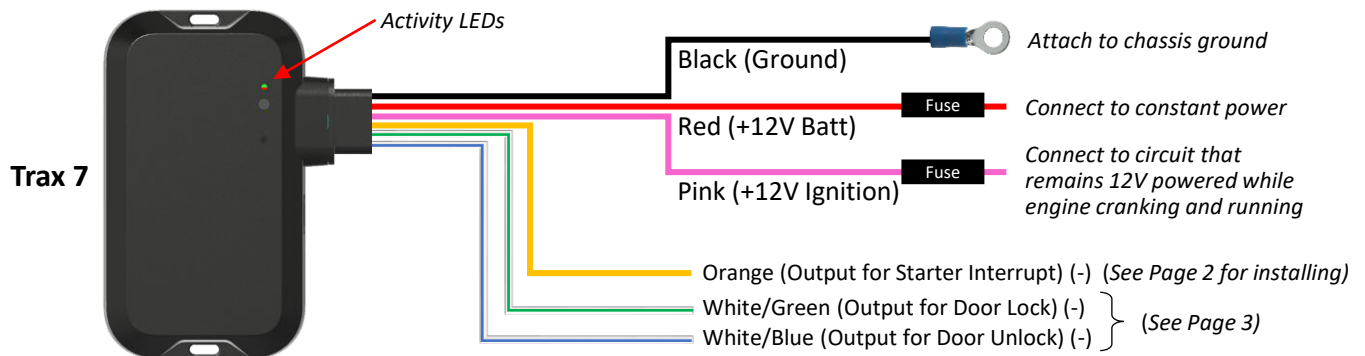 Activity LEDs
Black (Ground)
Attach to chassis ground
Fuse
Connect to constant power
Red (+12V Batt)
Trax 7
Fuse
Connect to circuit that
remains 12V powered while
engine cranking and running
Pink (+12V Ignition)
Orange (Output for Starter Interrupt) (-) (See Page 2 for installing)
White/Green (Output for Door Lock) (-)
White/Blue (Output for Door Unlock) (-)
(See Page 3)